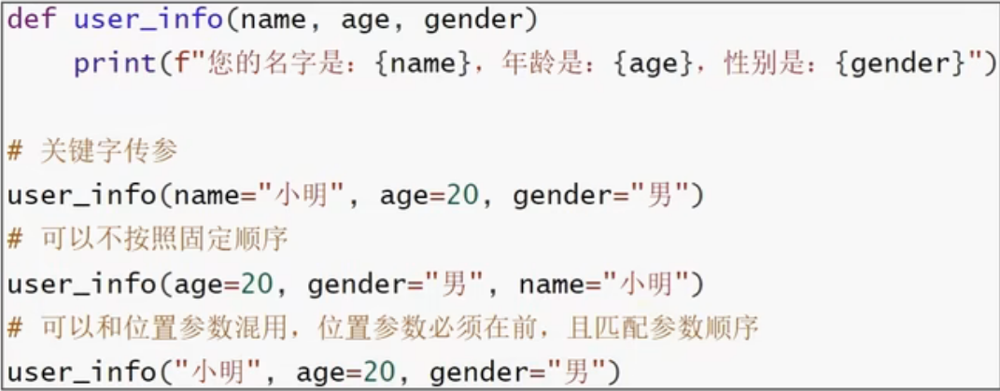 def user_info(name, age, gender)
    print(f"您的名字是：{name}，年龄是：{age}，性别是：{gender}")
# 关键字传参
user_info(name="小明", age=20, gender="男")
# 可以不按照固定顺序
user_info(age=20, gender="男", name="小明")
# 可以和位置参数混用，位置参数必须在前，且匹配参数顺序
user_info("小明", age=20, gender="男")